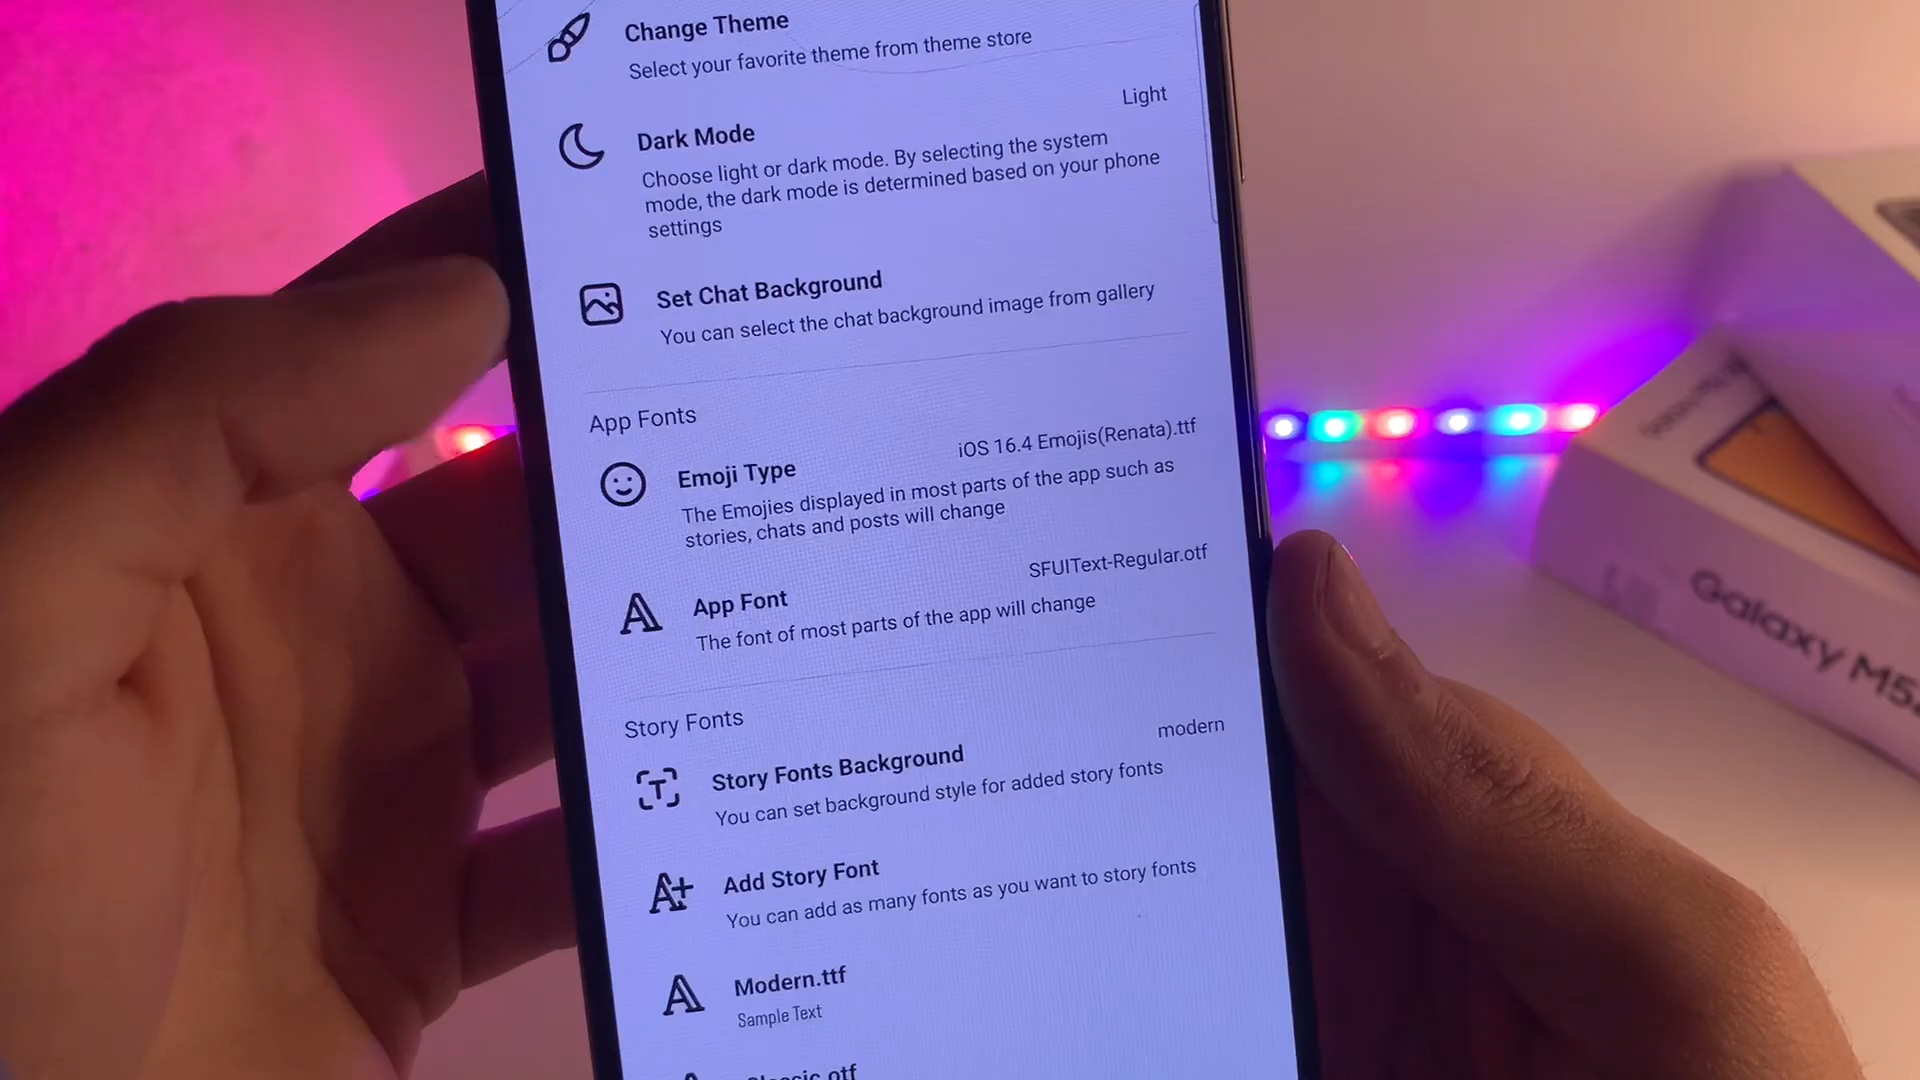 Change Theme
Select your favorite theme from theme store
Light
Dark Mode
Choose light or dark mode. By selecting the system
mode, the dark mode is determined based on your phone
settings
Set Chat Background
You can select the chat background image from gallery
App Fonts
iOS 16.4 Emojis(Renata).ttf
Emoji Type
The Emojies displayed in most parts of the app such as
stories, chats and posts will change
SFUIText-Regular.otf
App Font
The font of most parts of the app will change
Story Fonts
modern
Story Fonts Background
You can set background style for added story fonts
Add Story Font
You can add as many fonts as you want to story fonts
Modern.ttf
Sample Text
Classic.otf
Galaxy